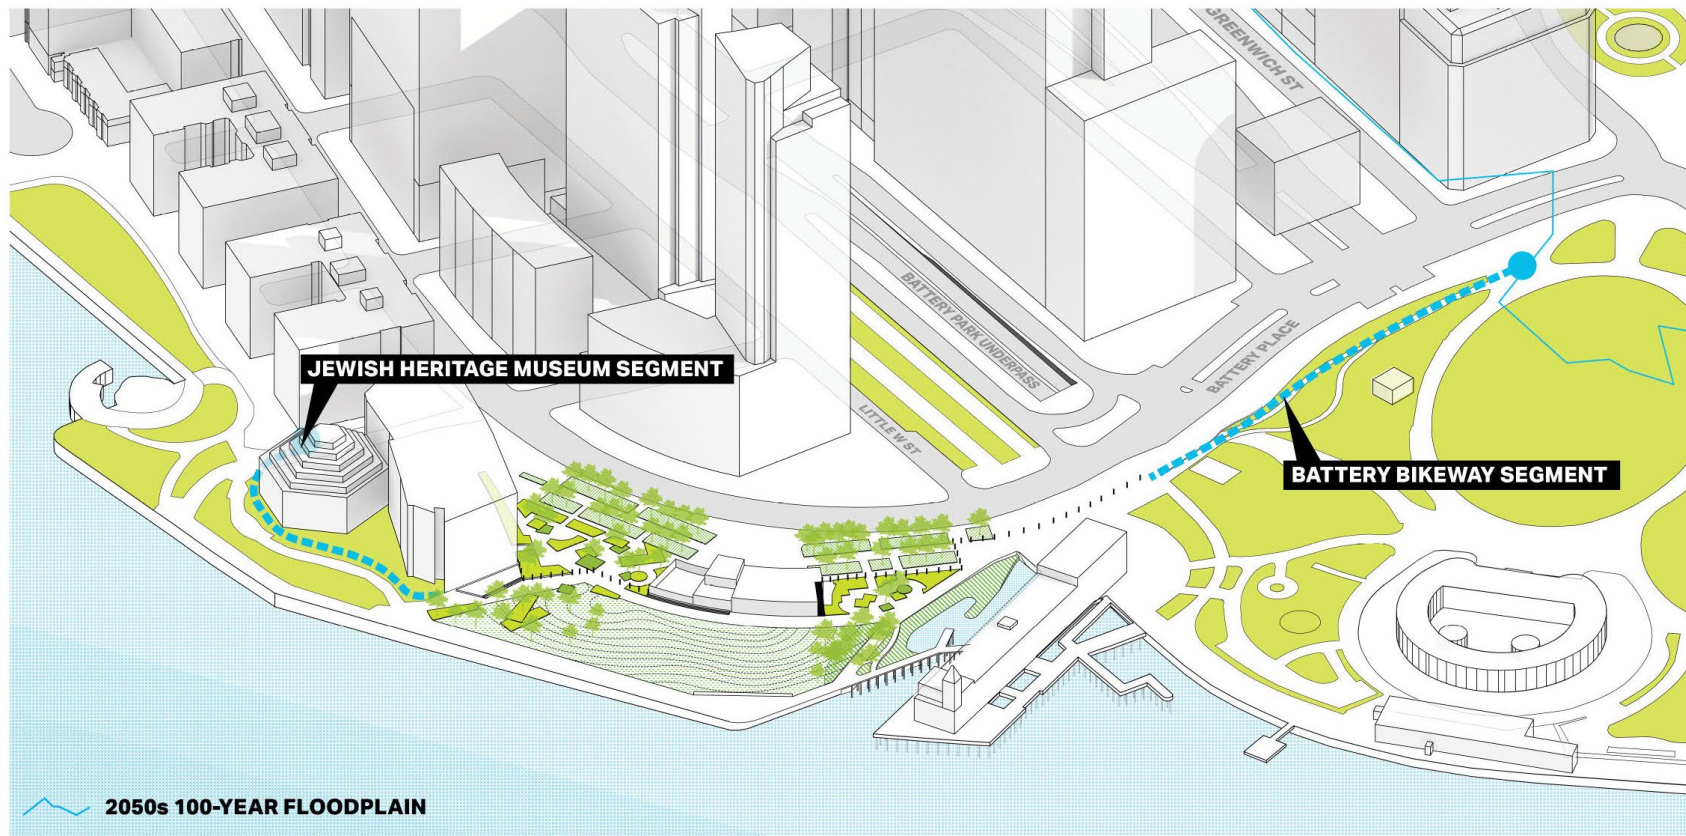 GREENWICH ST
BATTERY PARK UNDERPASS
BATTERY PLACE
JEWISH HERITAGE MUSEUM SEGMENT
LITTLE W ST
BATTERY BIKEWAY SEGMENT
2050s 100-YEAR FLOODPLAIN